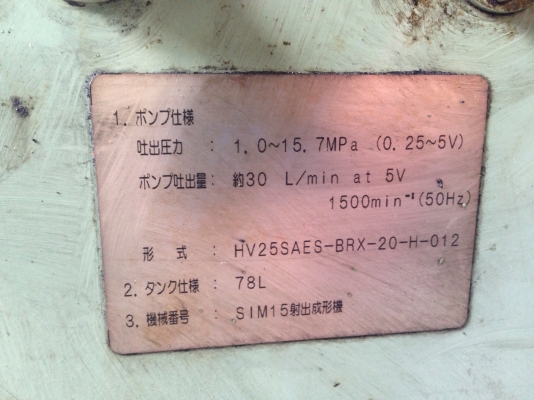 1. ポンプ仕様
吐出圧力 : 1.0~15.7MPa (0.25~5V)
ポンプ吐出量: 約30 L/min at 5V
1500min⁻¹(50Hz)
形 式 : HV25SAES-BRX-20-H-012
2. タンク仕様 : 78L
3. 機械番号 : SIM15射出成形機